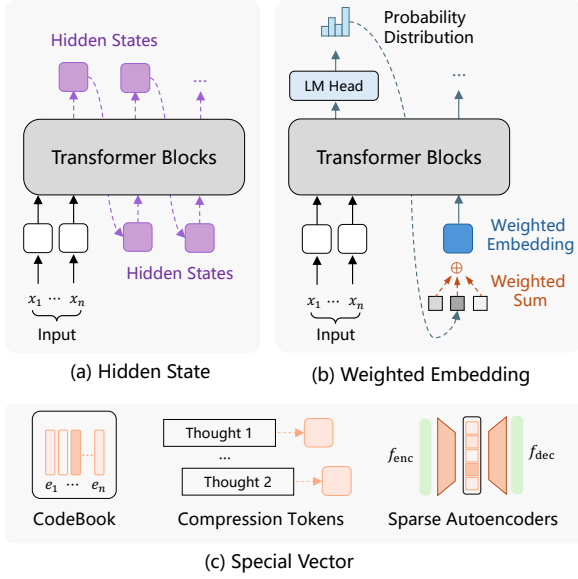 Hidden States
...
Transformer Blocks
Hidden States
x₁ ... xₙ
Input
(a) Hidden State
Probability
Distribution
LM Head
...
Transformer Blocks
Weighted
Embedding
⊕
Weighted
Sum
x₁ ... xₙ
Input
(b) Weighted Embedding
e₁ ... eₙ
CodeBook
Thought 1
...
Thought 2
Compression Tokens
f_enc
f_dec
Sparse Autoencoders
(c) Special Vector